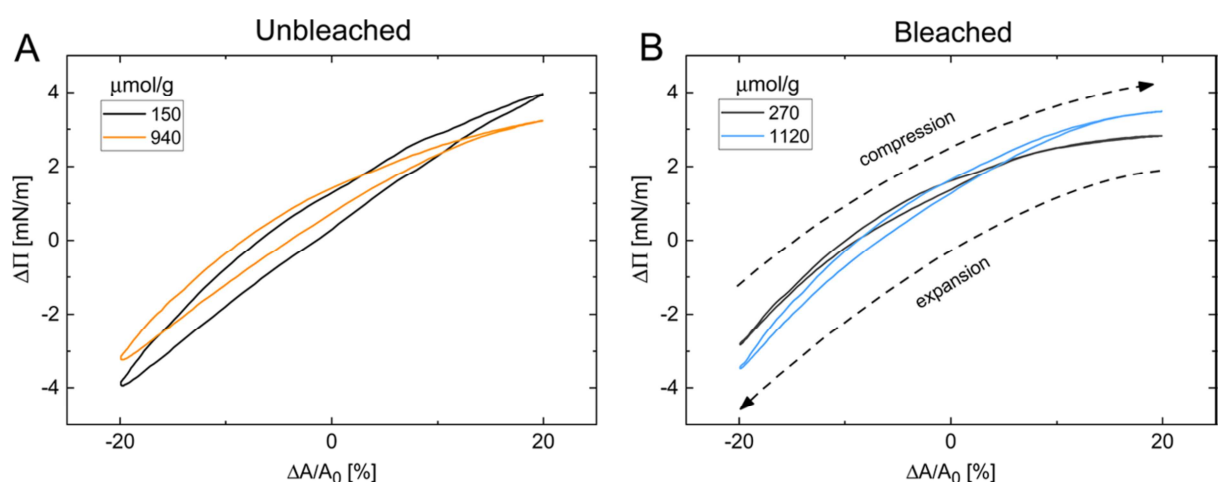 A
Unbleached
μmol/g
150
940
4
2
0
-2
-4
ΔΠ [mN/m]
-20
0
20
ΔA/A0 [%]
B
Bleached
μmol/g
270
1120
compression
expansion
4
2
0
-2
-4
ΔΠ [mN/m]
-20
0
20
ΔA/A0 [%]